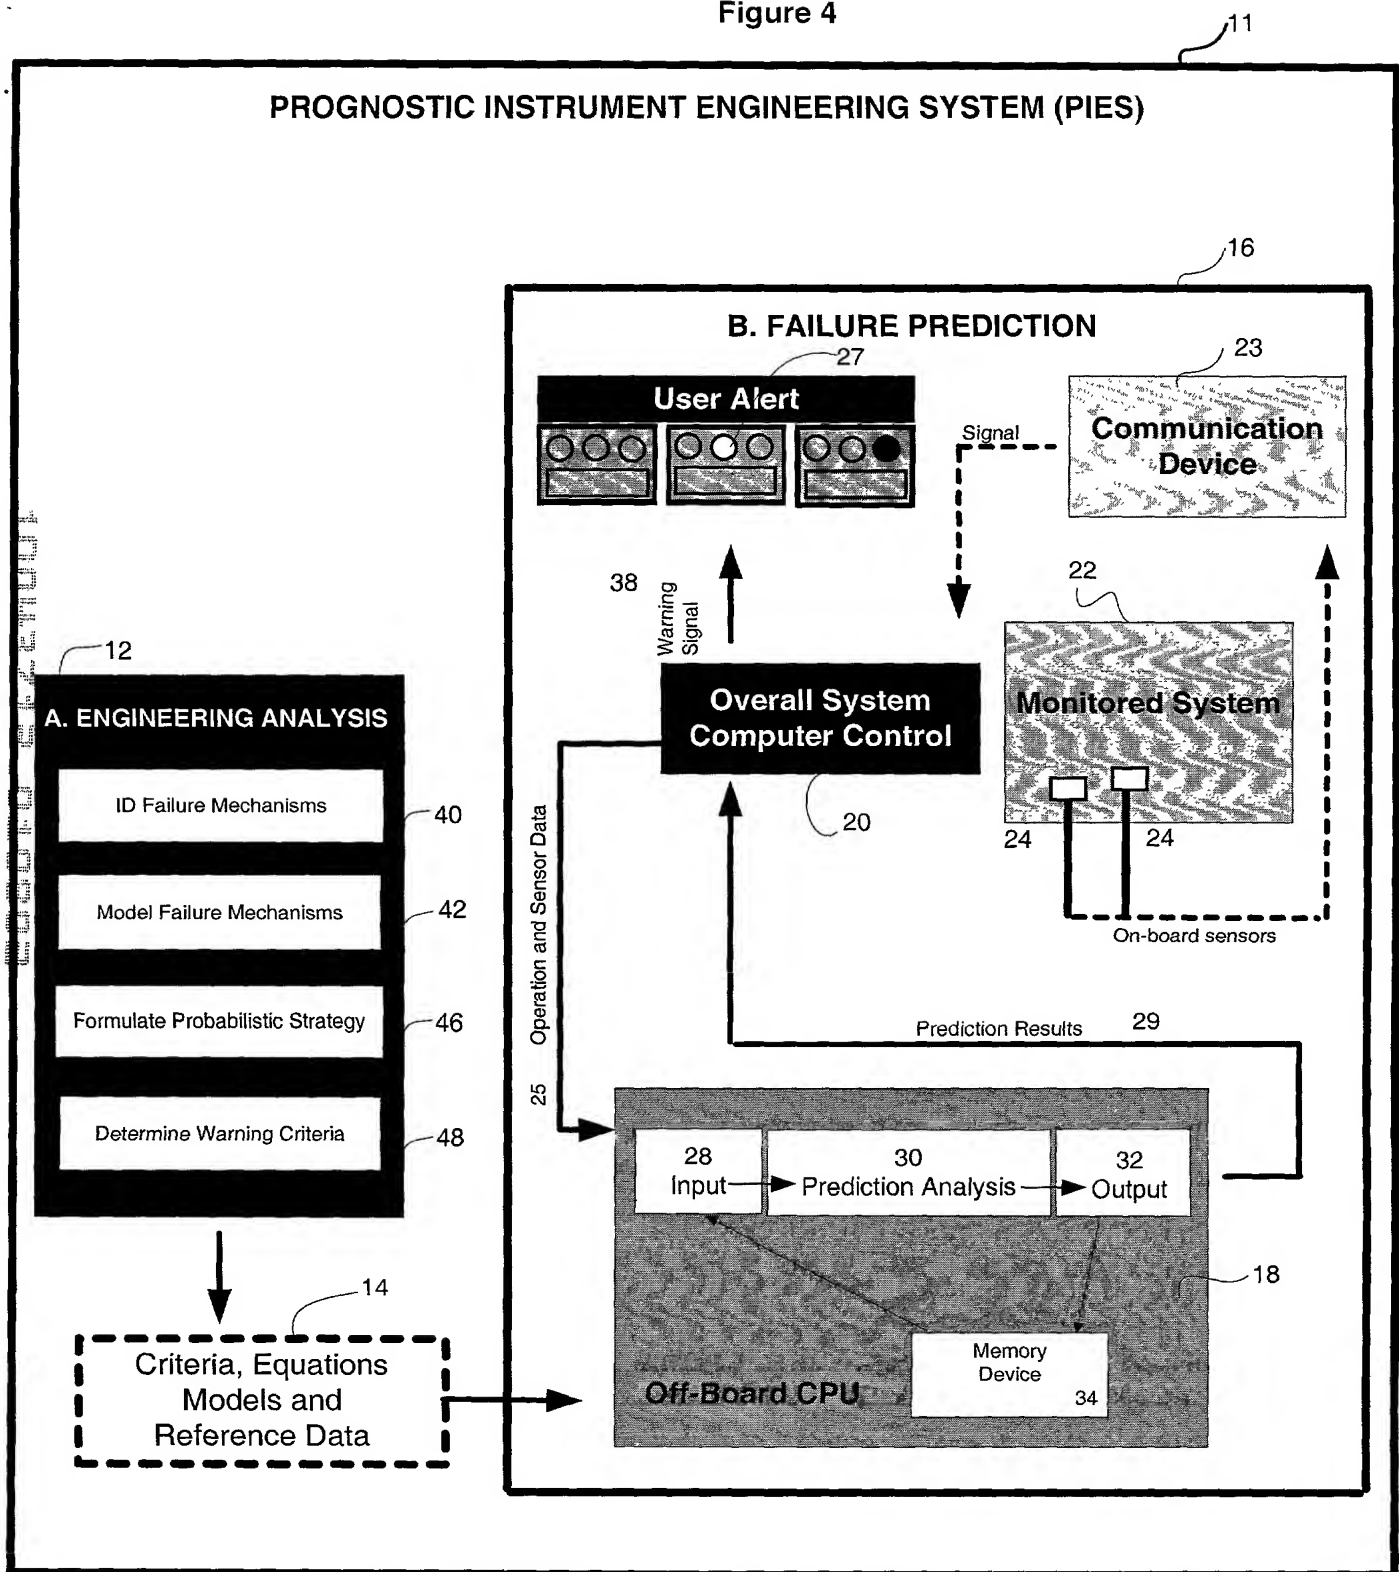 Figure 4
11
PROGNOSTIC INSTRUMENT ENGINEERING SYSTEM (PIES)
16
B. FAILURE PREDICTION
27
23
User Alert
Signal
Communication
Device
38
Warning
Signal
22
12
A. ENGINEERING ANALYSIS
Overall System
Computer Control
Monitored System
ID Failure Mechanisms
40
20
24
24
Model Failure Mechanisms
42
On-board sensors
Operation and Sensor Data
Formulate Probabilistic Strategy
46
Prediction Results
29
25
Determine Warning Criteria
48
28
Input
30
Prediction Analysis
32
Output
18
14
Criteria, Equations
Models and
Reference Data
Memory
Device
34
Off-Board CPU